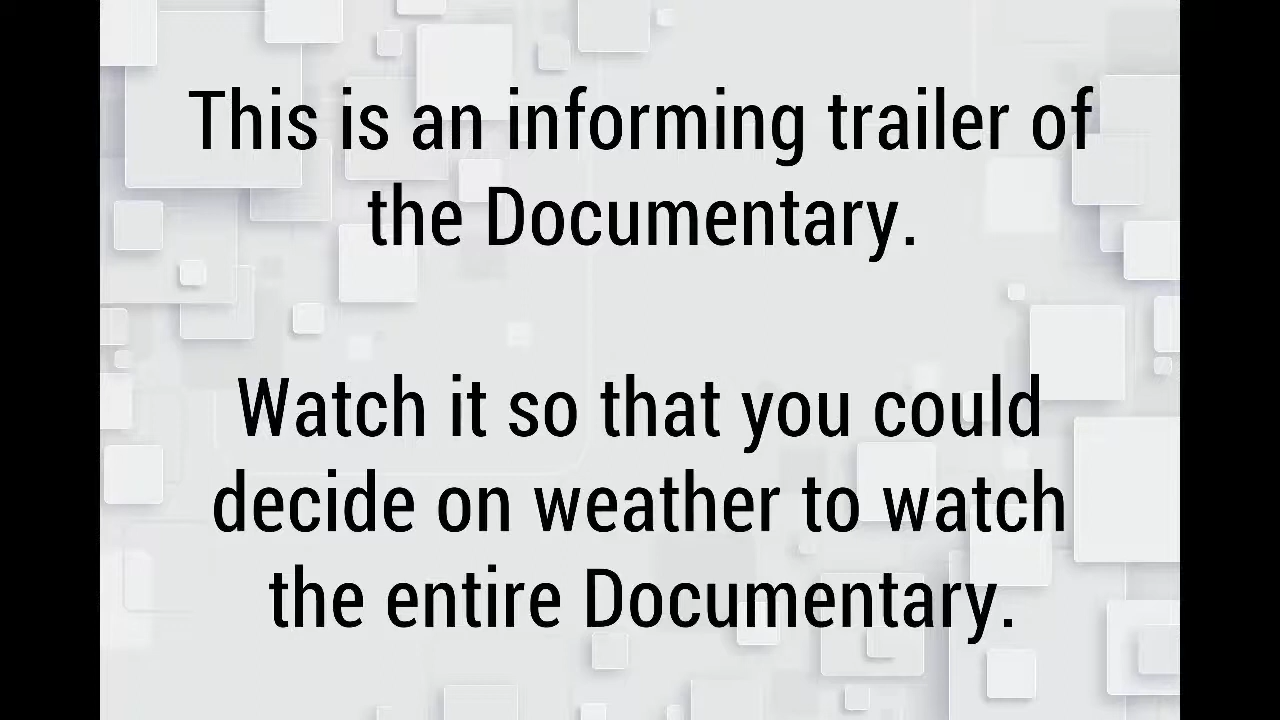 This is an informing trailer of
the Documentary.
Watch it so that you could
decide on weather to watch
the entire Documentary.